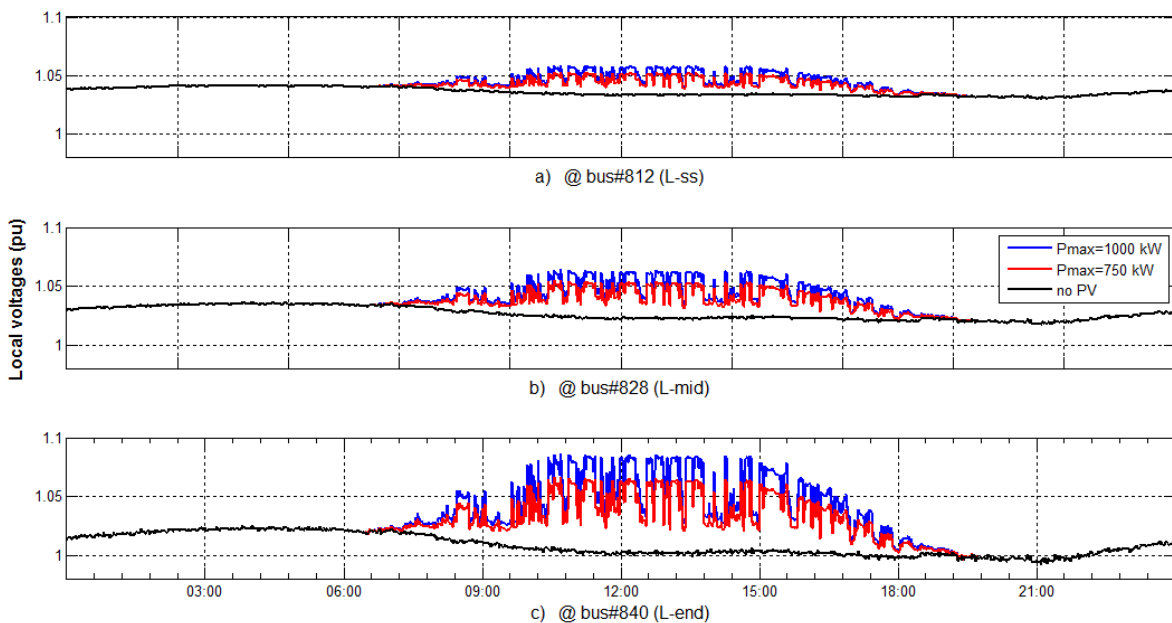 1.1
1.05
1
a) @ bus#812 (L-ss)
Local voltages (pu)
1.1
1.05
1
Pmax=1000 kW
Pmax=750 kW
no PV
b) @ bus#828 (L-mid)
1.1
1.05
1
03:00 06:00 09:00 12:00 15:00 18:00 21:00
c) @ bus#840 (L-end)